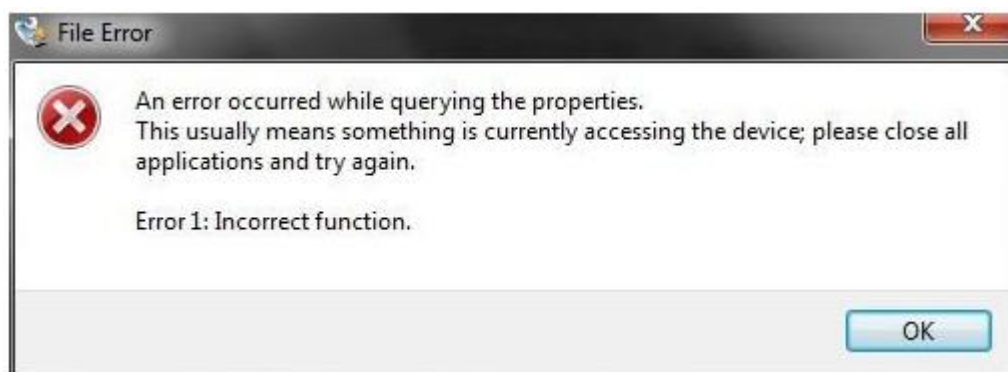 File Error
An error occurred while querying the properties.
This usually means something is currently accessing the device; please close all
applications and try again.
Error 1: Incorrect function.
OK